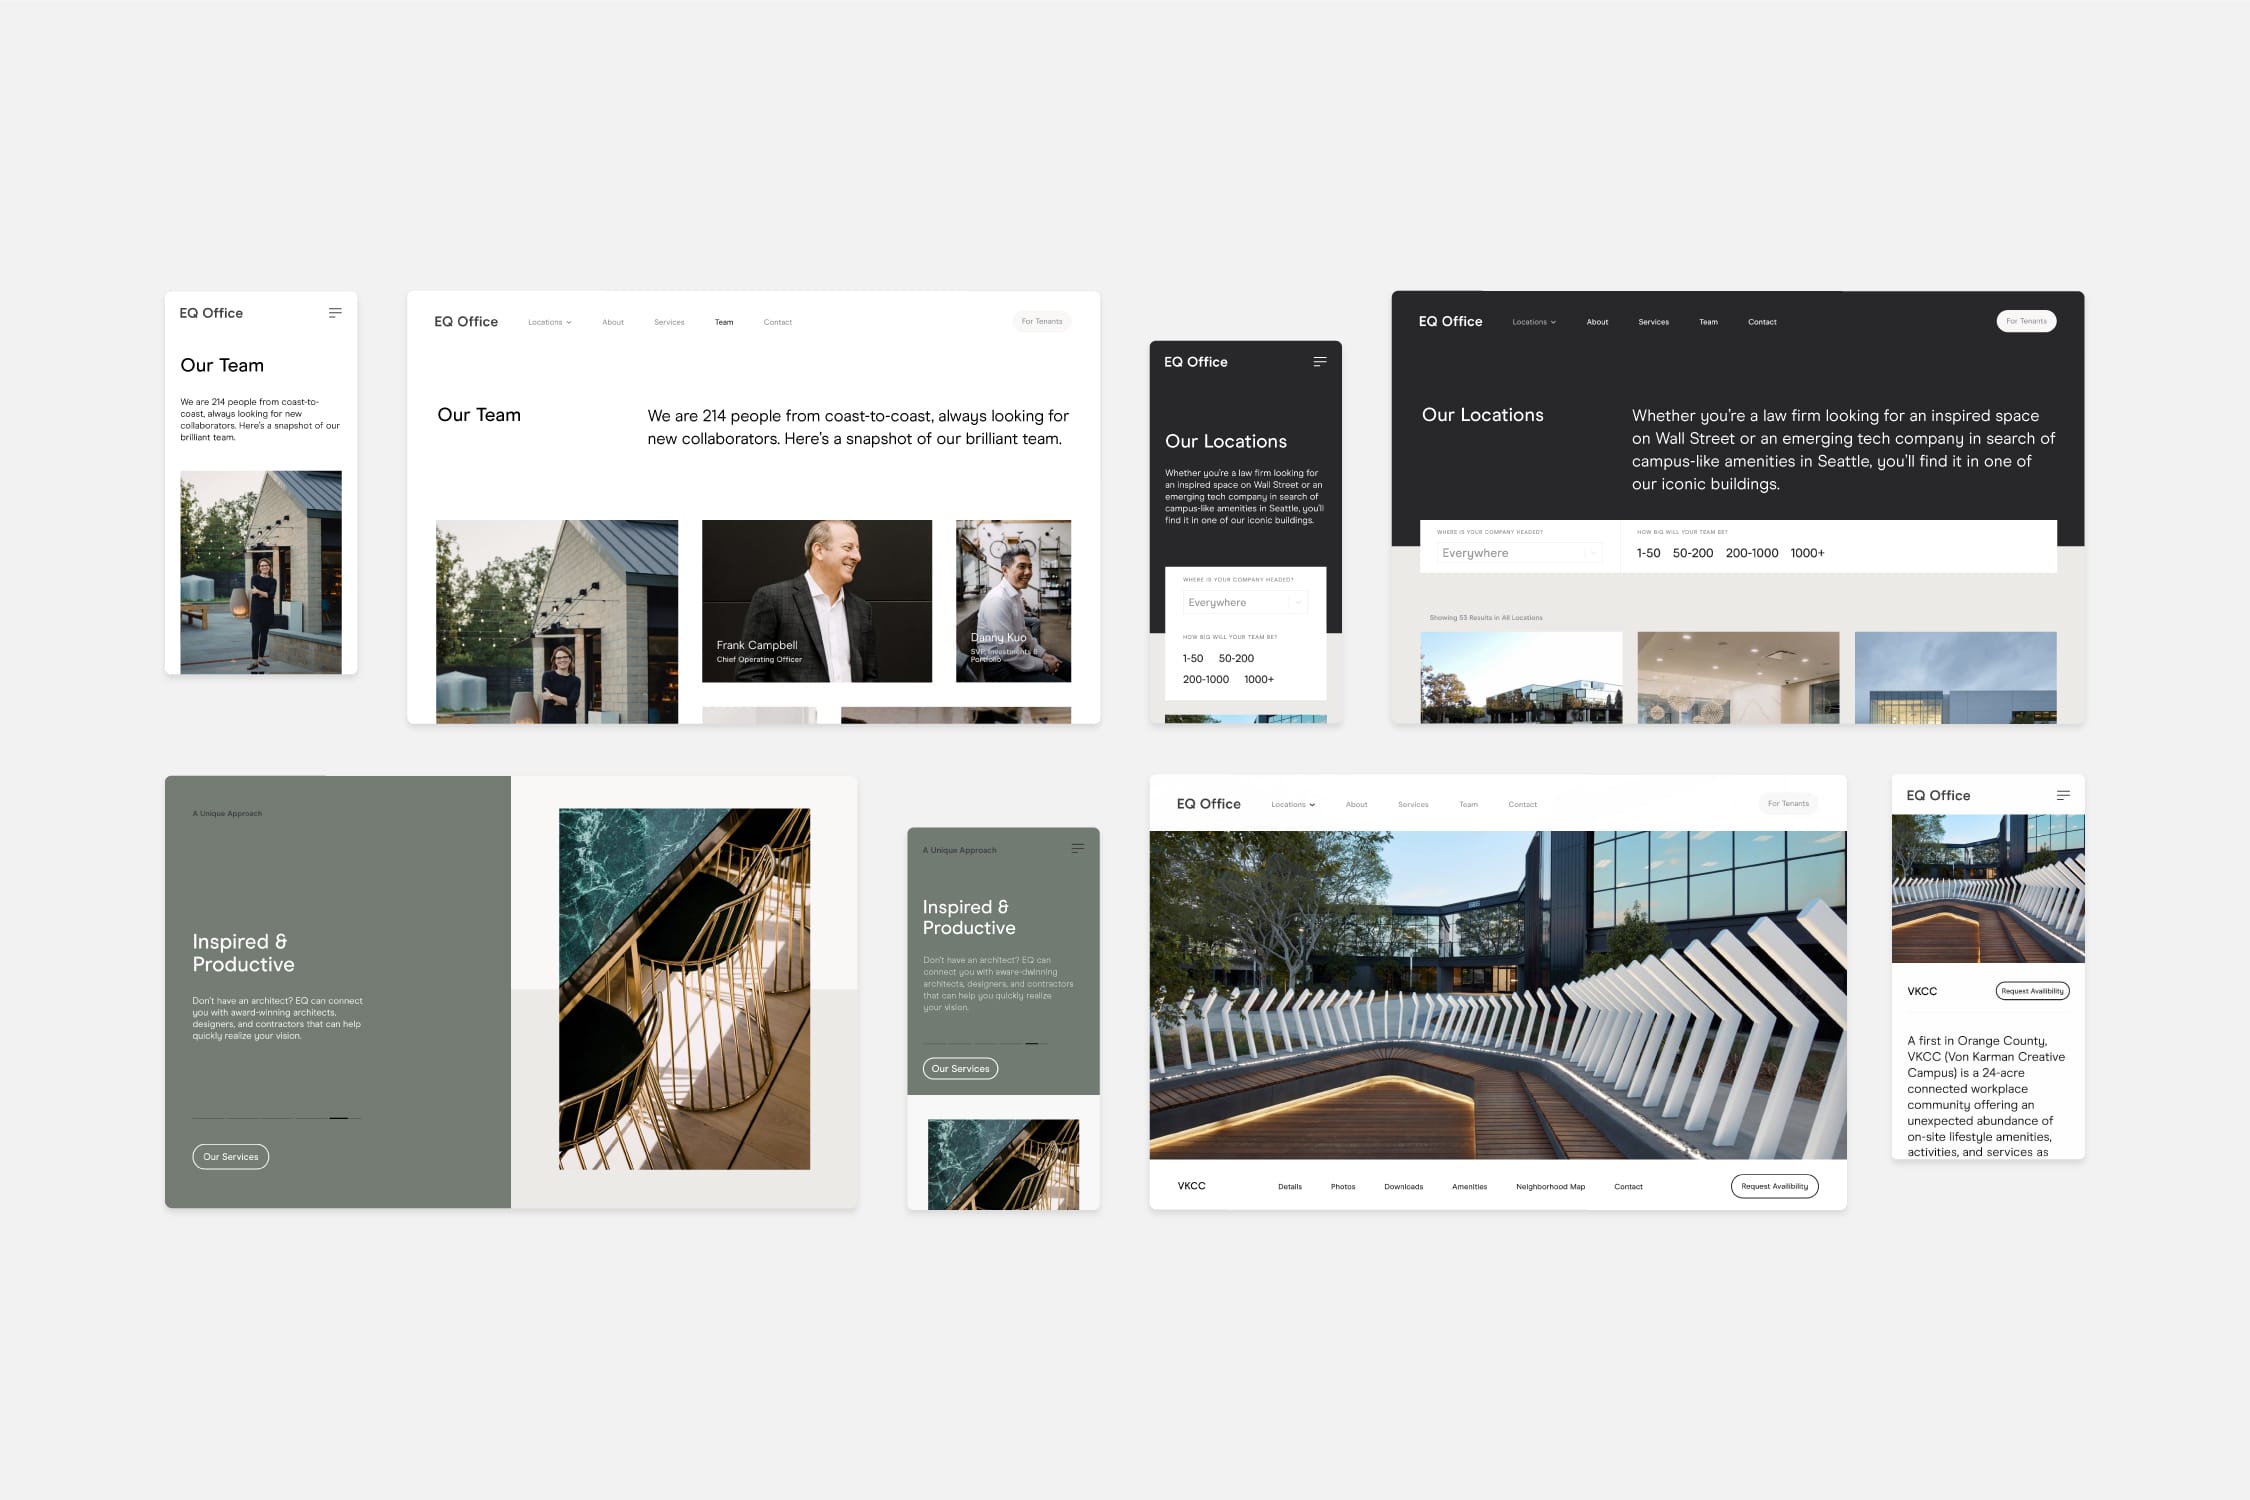 EQ Office
Our Team
We are 214 people from coast-to-
coast, always looking for new
collaborators. Here's a snapshot of our
brilliant team.
EQ Office Locations About Services Team Contact For Tenants
Our Team
We are 214 people from coast-to-coast, always looking for
new collaborators. Here's a snapshot of our brilliant team.
Frank Campbell
Chief Operating Officer
Danny Kuo
SVP, Investments &
Portfolio
EQ Office
Our Locations
Whether you're a law firm looking for
an inspired space on Wall Street or an
emerging tech company in search of
campus-like amenities in Seattle, you'll
find it in one of our iconic buildings.
WHERE IS YOUR COMPANY HEADED?
Everywhere
HOW BIG WILL YOUR TEAM BE?
1-50 50-200
200-1000 1000+
EQ Office Locations About Services Team Contact For Tenants
Our Locations
Whether you're a law firm looking for an inspired space
on Wall Street or an emerging tech company in search of
campus-like amenities in Seattle, you'll find it in one of
our iconic buildings.
WHERE IS YOUR COMPANY HEADED?
Everywhere
HOW BIG WILL YOUR TEAM BE?
1-50 50-200 200-1000 1000+
Showing 53 Results in All Locations
A Unique Approach
Inspired &
Productive
Don't have an architect? EQ can connect
you with award-winning architects,
designers, and contractors that can help
quickly realize your vision.
Our Services
A Unique Approach
Inspired &
Productive
Don't have an architect? EQ can
connect you with aware-dwinning
architects, designers, and contractors
that can help you quickly realize
your vision.
Our Services
EQ Office Locations About Services Team Contact For Tenants
VKCC Details Photos Downloads Amenities Neighborhood Map Contact Request Availibility
EQ Office
VKCC Request Availibility
A first in Orange County,
VKCC (Von Karman Creative
Campus) is a 24-acre
connected workplace
community offering an
unexpected abundance of
on-site lifestyle amenities,
activities, and services as